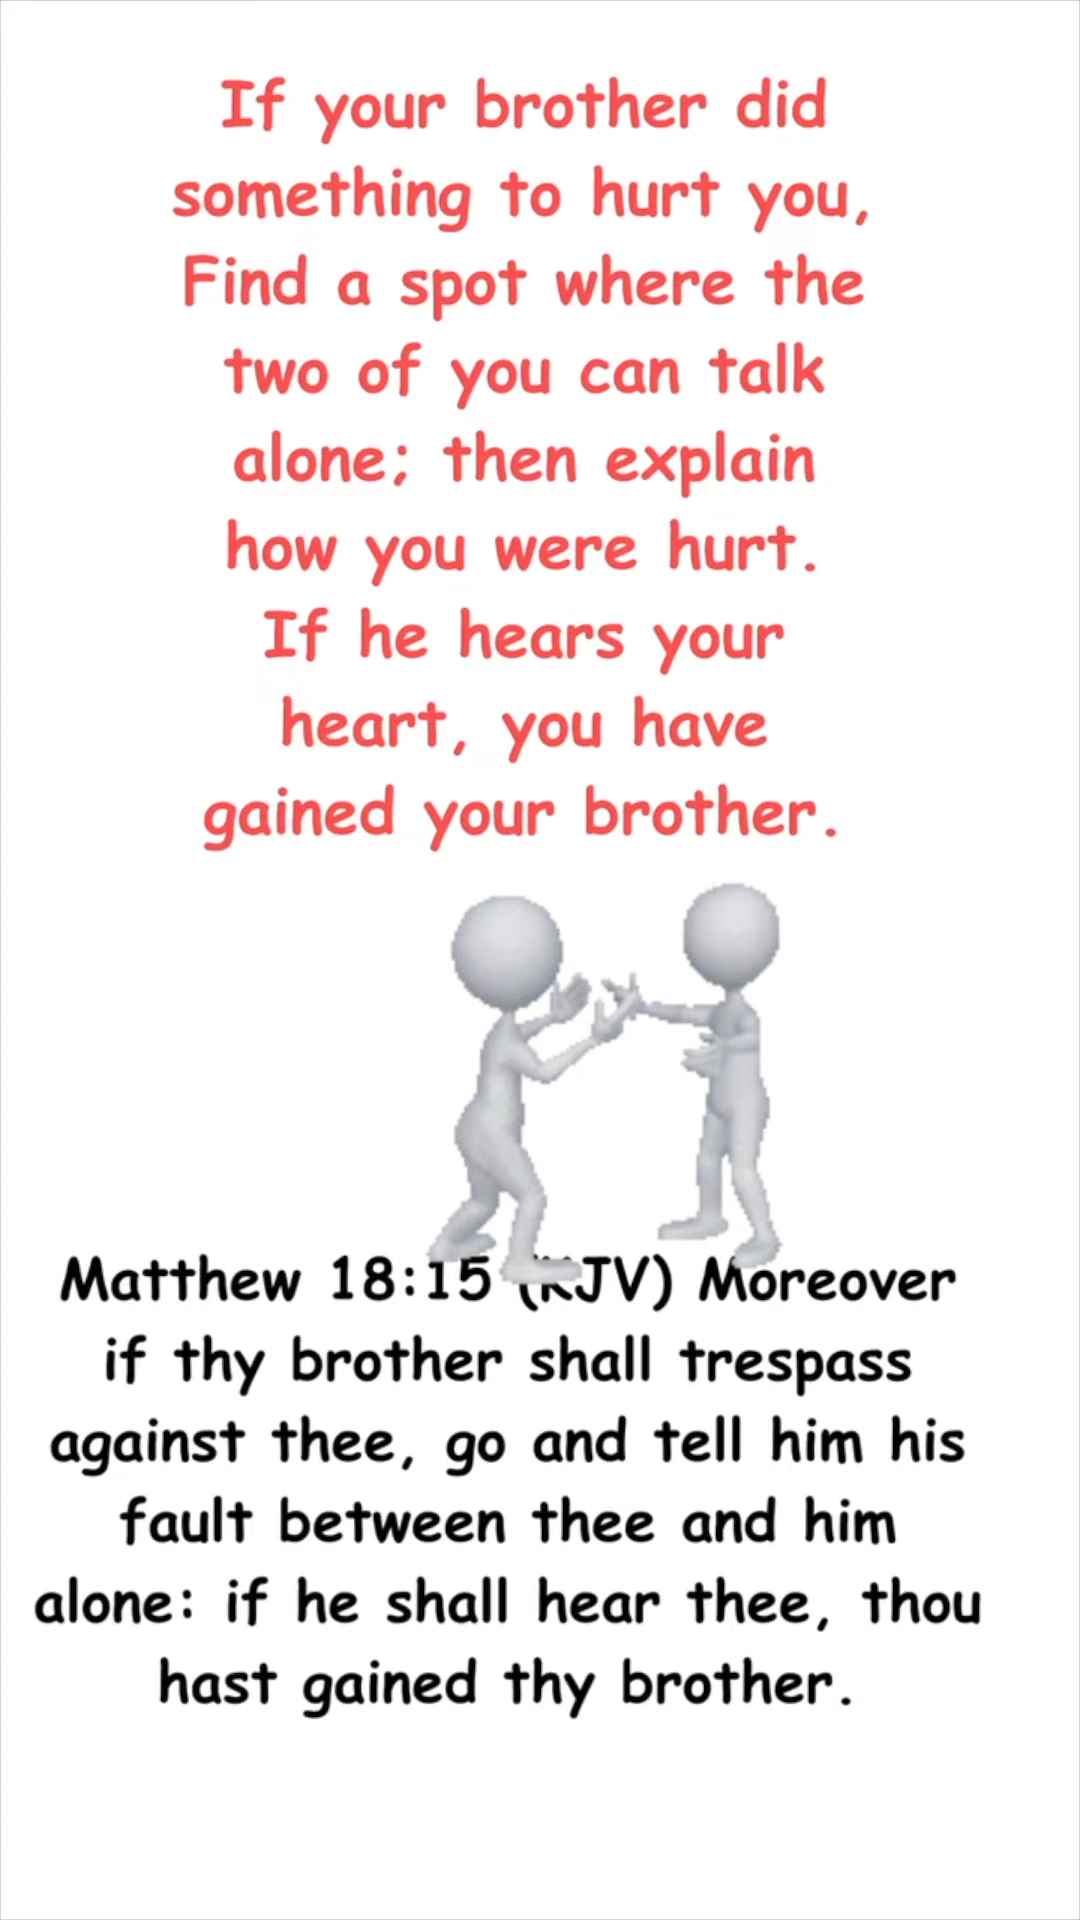 If your brother did
something to hurt you,
Find a spot where the
two of you can talk
alone; then explain
how you were hurt.
If he hears your
heart, you have
gained your brother.
Matthew 18:15 (KJV) Moreover
if thy brother shall trespass
against thee, go and tell him his
fault between thee and him
alone: if he shall hear thee, thou
hast gained thy brother.